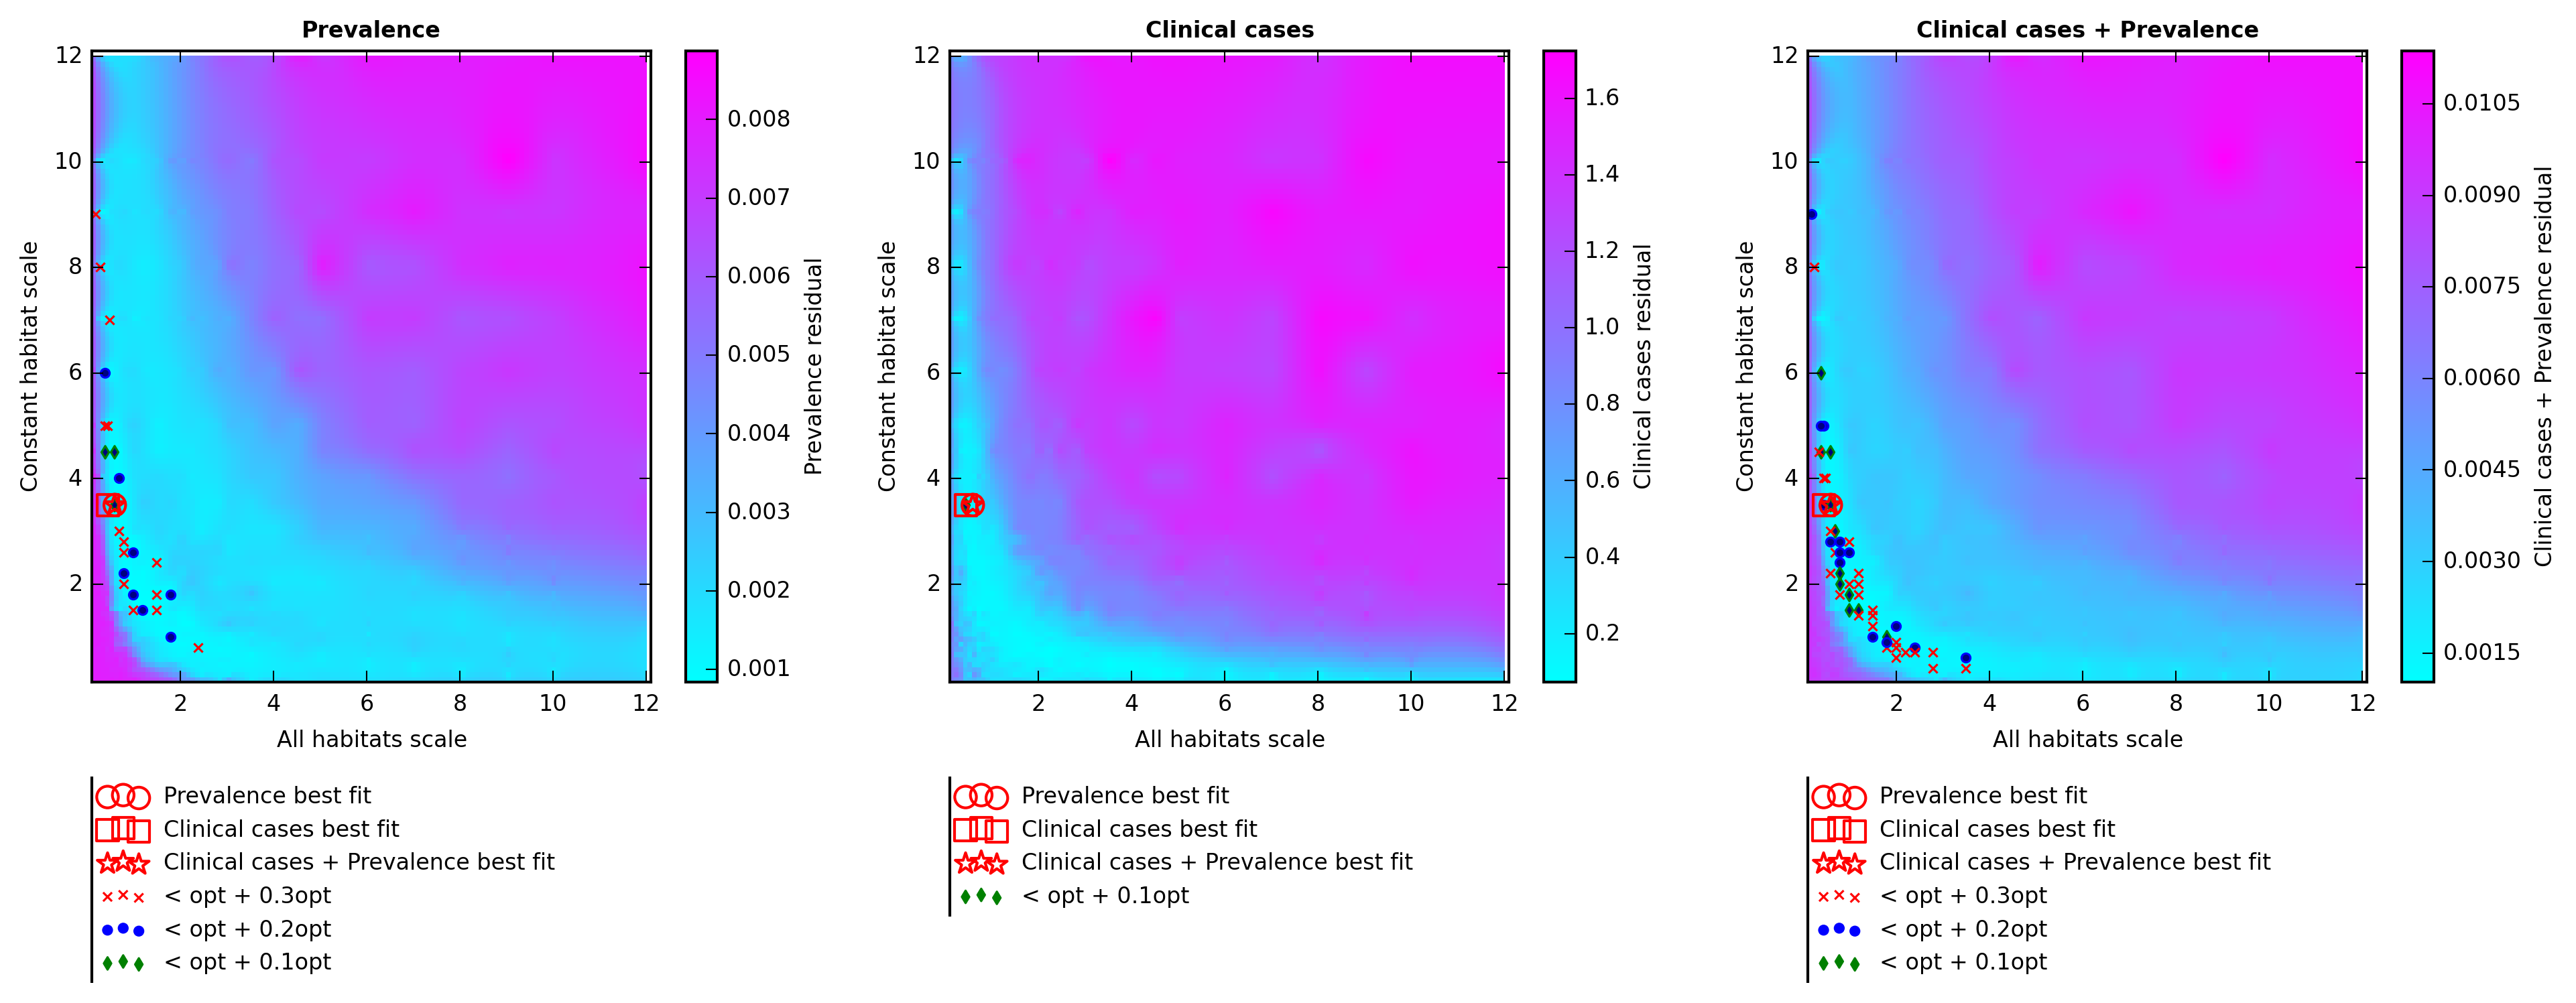 Prevalence
12
10
8
6
4
2
2 4 6 8 10 12
Constant habitat scale
All habitats scale
0.008
0.007
0.006
0.005
0.004
0.003
0.002
0.001
Prevalence residual
Prevalence best fit
Clinical cases best fit
Clinical cases + Prevalence best fit
< opt + 0.3opt
< opt + 0.2opt
< opt + 0.1opt
Clinical cases
12
10
8
6
4
2
2 4 6 8 10 12
Constant habitat scale
All habitats scale
1.6
1.4
1.2
1.0
0.8
0.6
0.4
0.2
Clinical cases residual
Prevalence best fit
Clinical cases best fit
Clinical cases + Prevalence best fit
< opt + 0.1opt
Clinical cases + Prevalence
12
10
8
6
4
2
2 4 6 8 10 12
Constant habitat scale
All habitats scale
0.0105
0.0090
0.0075
0.0060
0.0045
0.0030
0.0015
Clinical cases + Prevalence residual
Prevalence best fit
Clinical cases best fit
Clinical cases + Prevalence best fit
< opt + 0.3opt
< opt + 0.2opt
< opt + 0.1opt